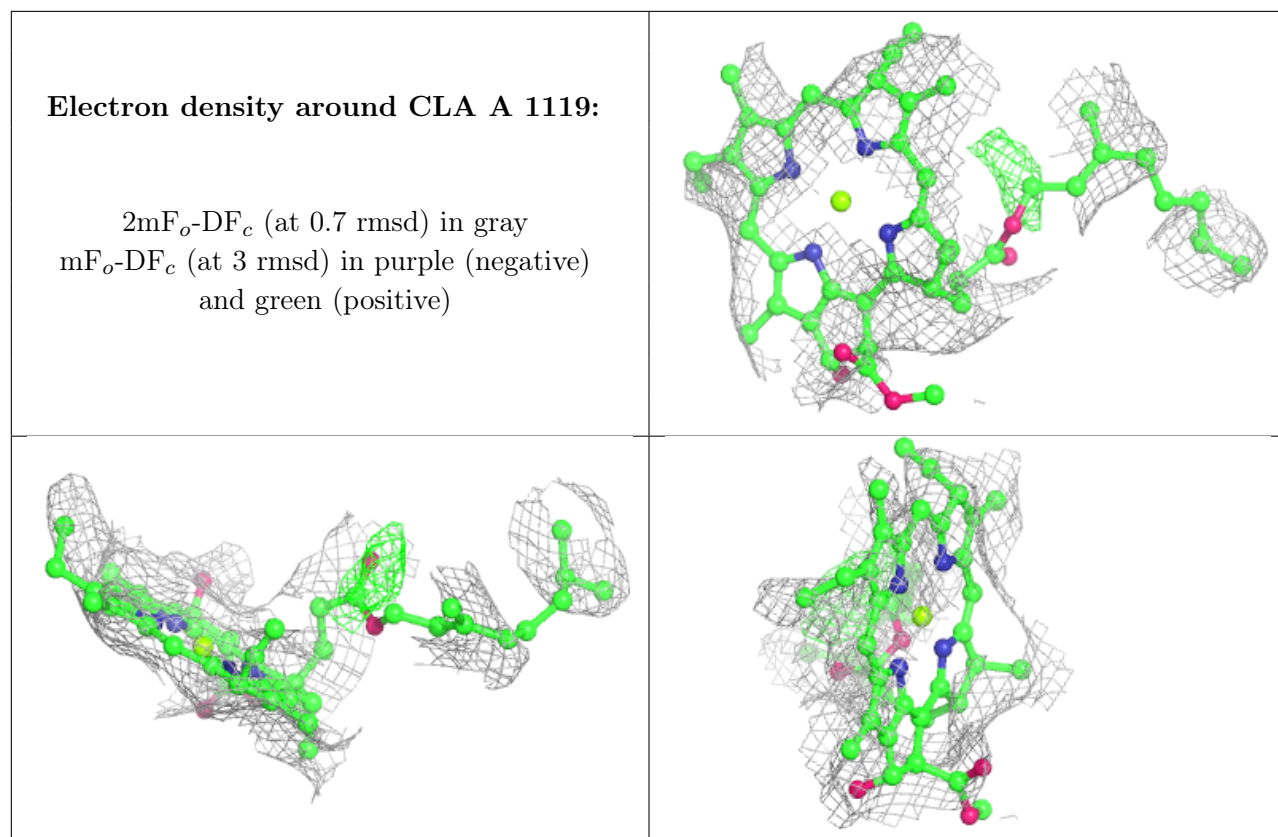 Electron density around CLA A 1119:
2mFo-DFc (at 0.7 rmsd) in gray
mFo-DFc (at 3 rmsd) in purple (negative)
and green (positive)